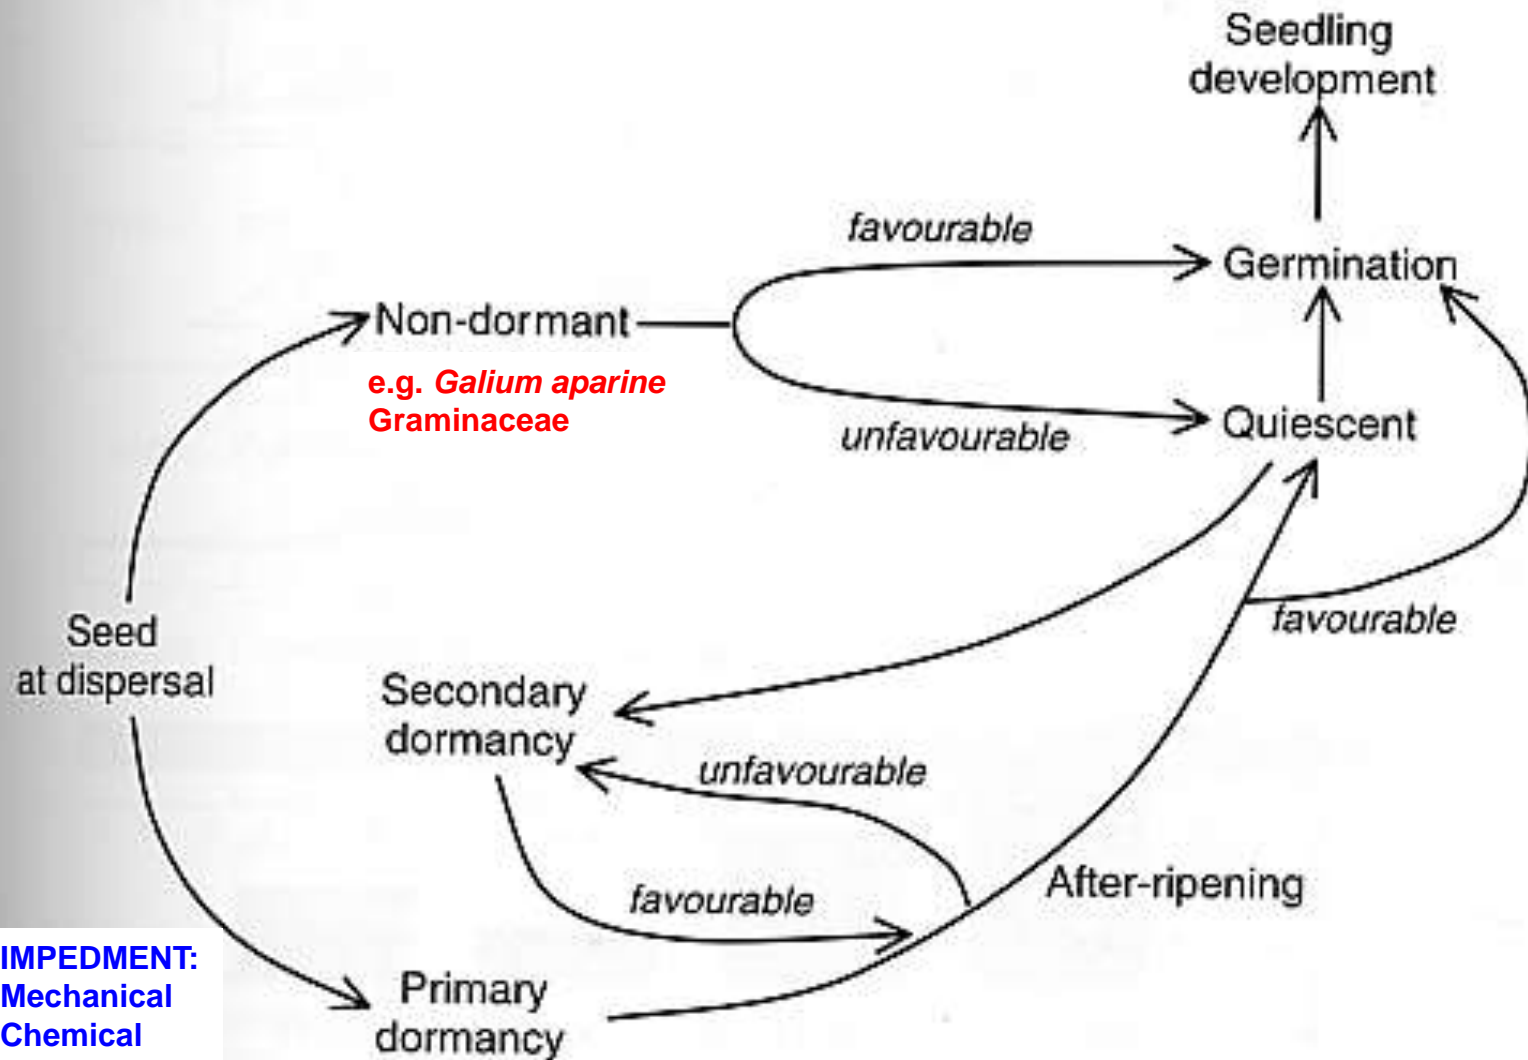 Seedling
development
favourable
Germination
Non-dormant
e.g. Galium aparine
Graminaceae
unfavourable
Quiescent
Seed
at dispersal
favourable
Secondary
dormancy
unfavourable
After-ripening
favourable
IMPEDMENT:
Mechanical
Chemical
Primary
dormancy